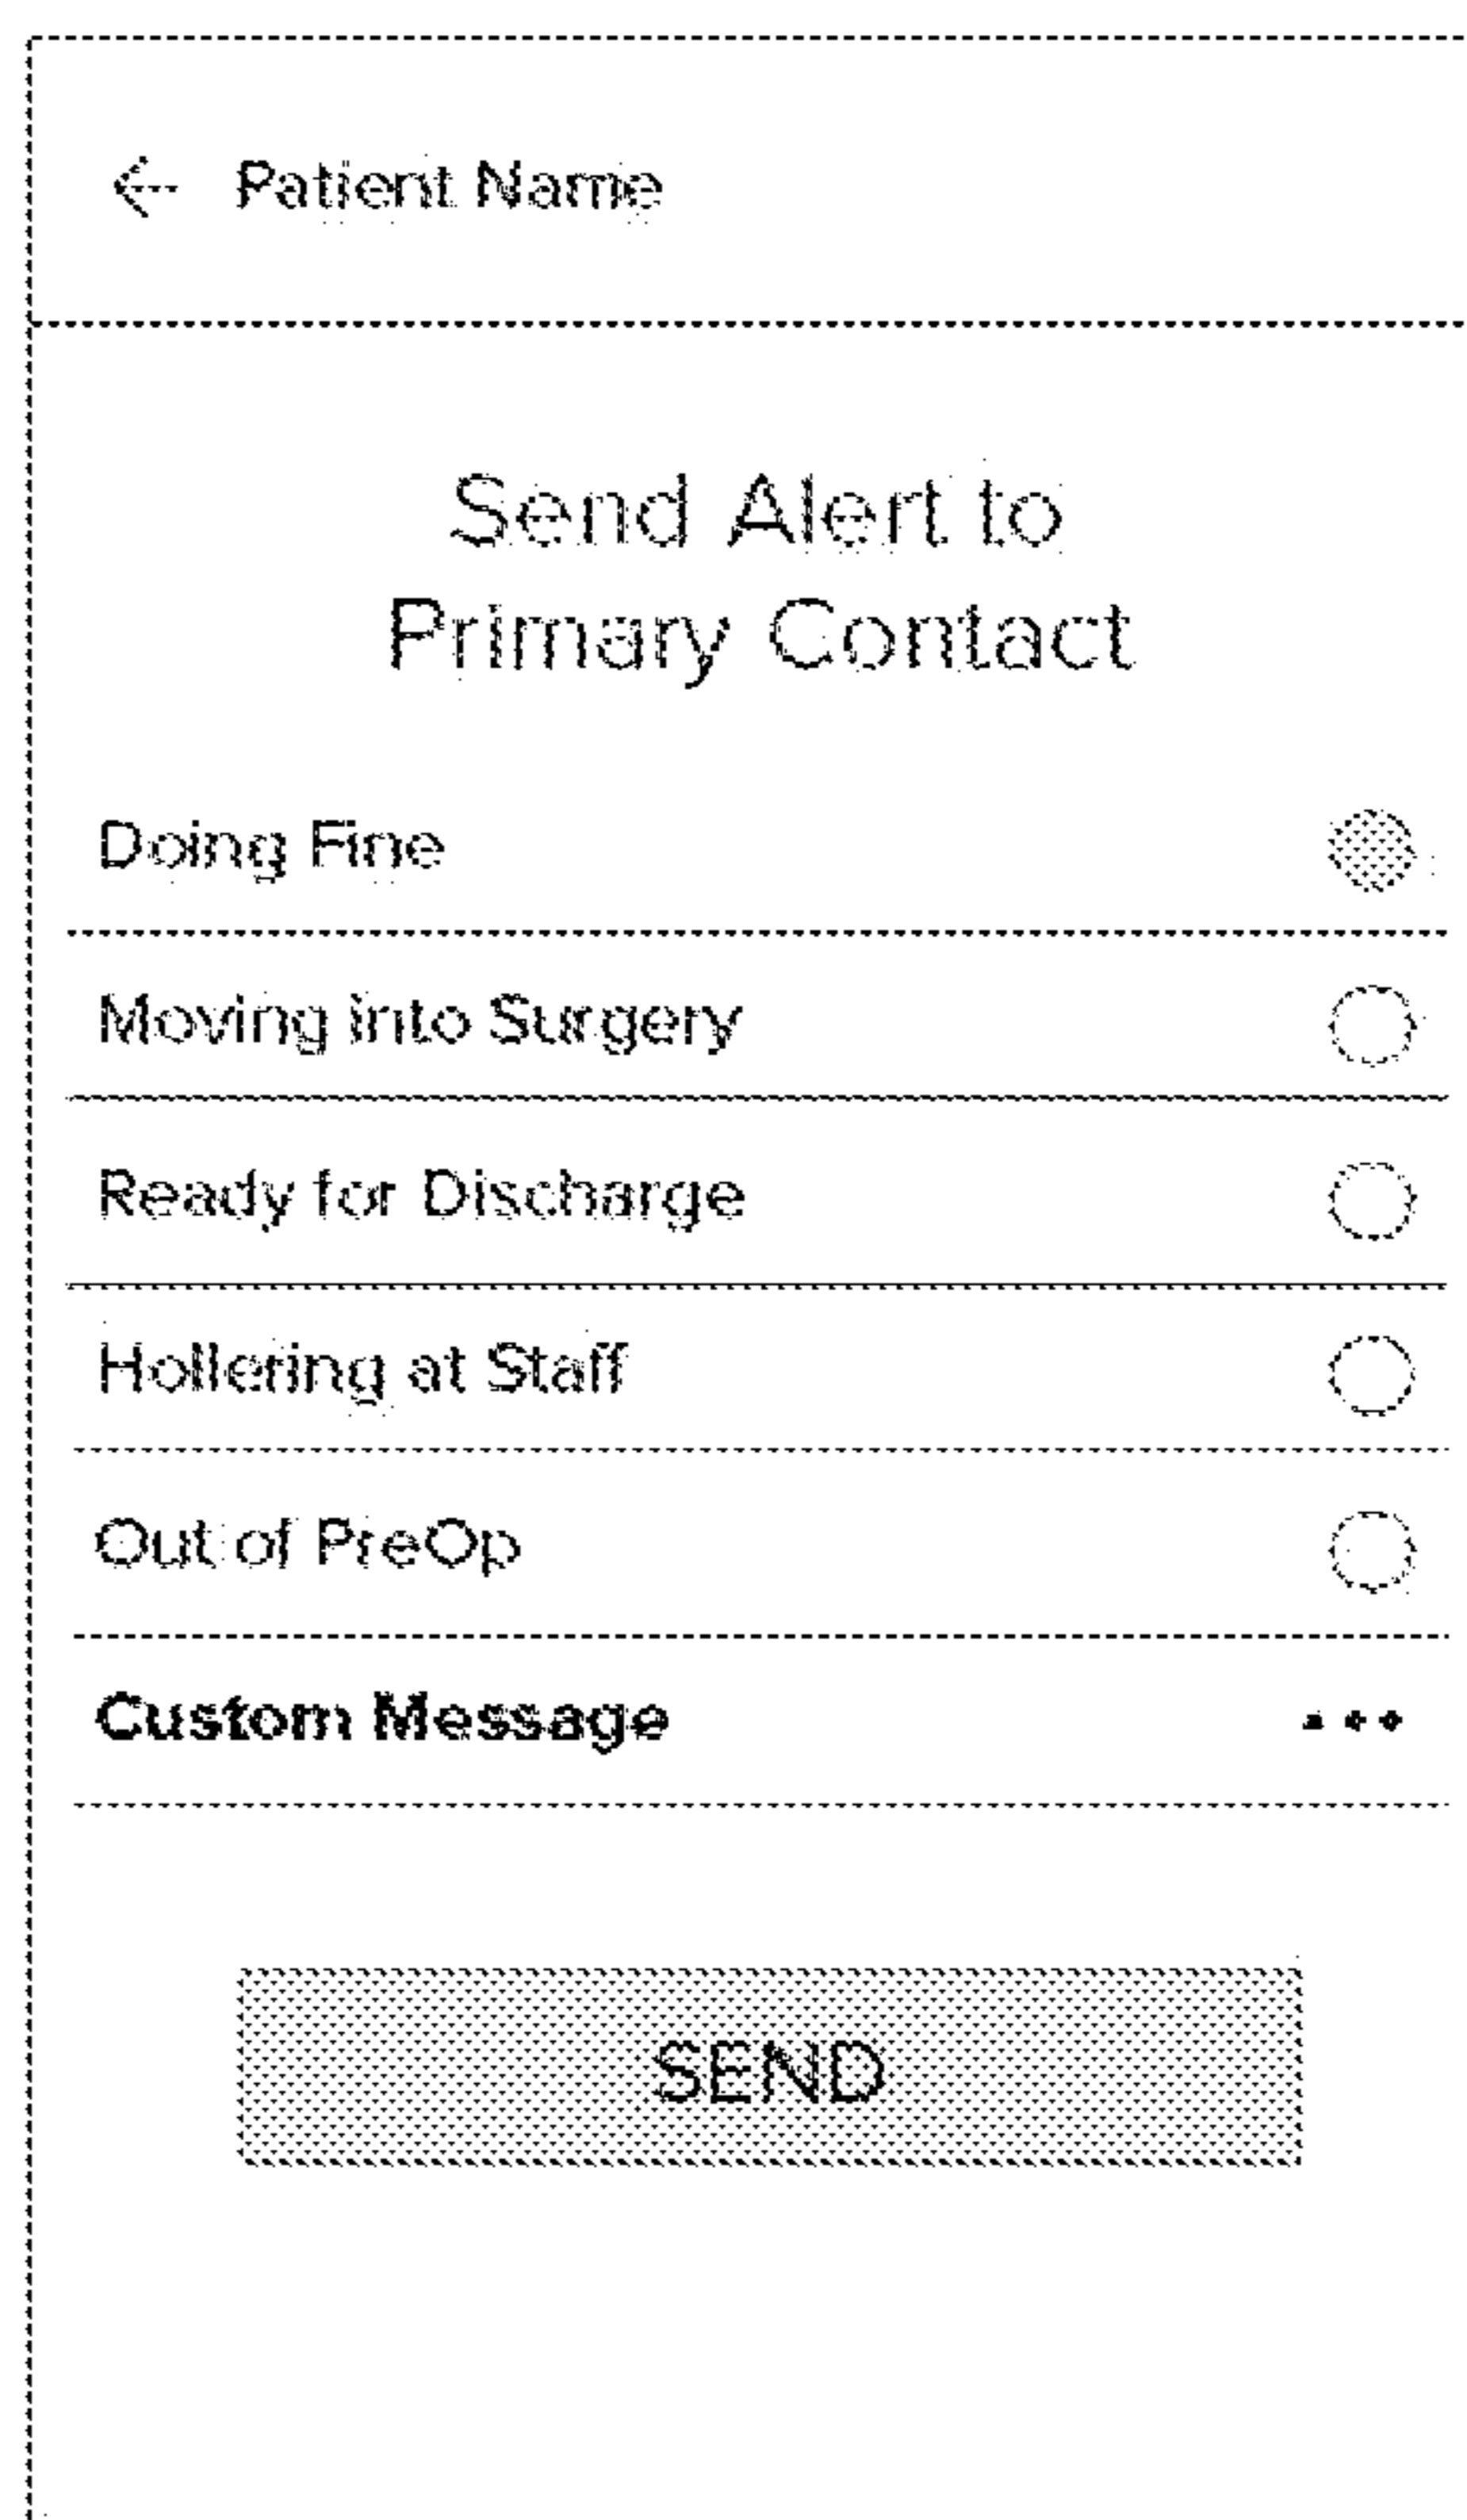 Patient Name
Send Alert to
Primary Contact
Doing Fine
Moving into Surgery
Ready for Discharge
Hollering at Staff
Out of PreOp
Custom Message
SEND